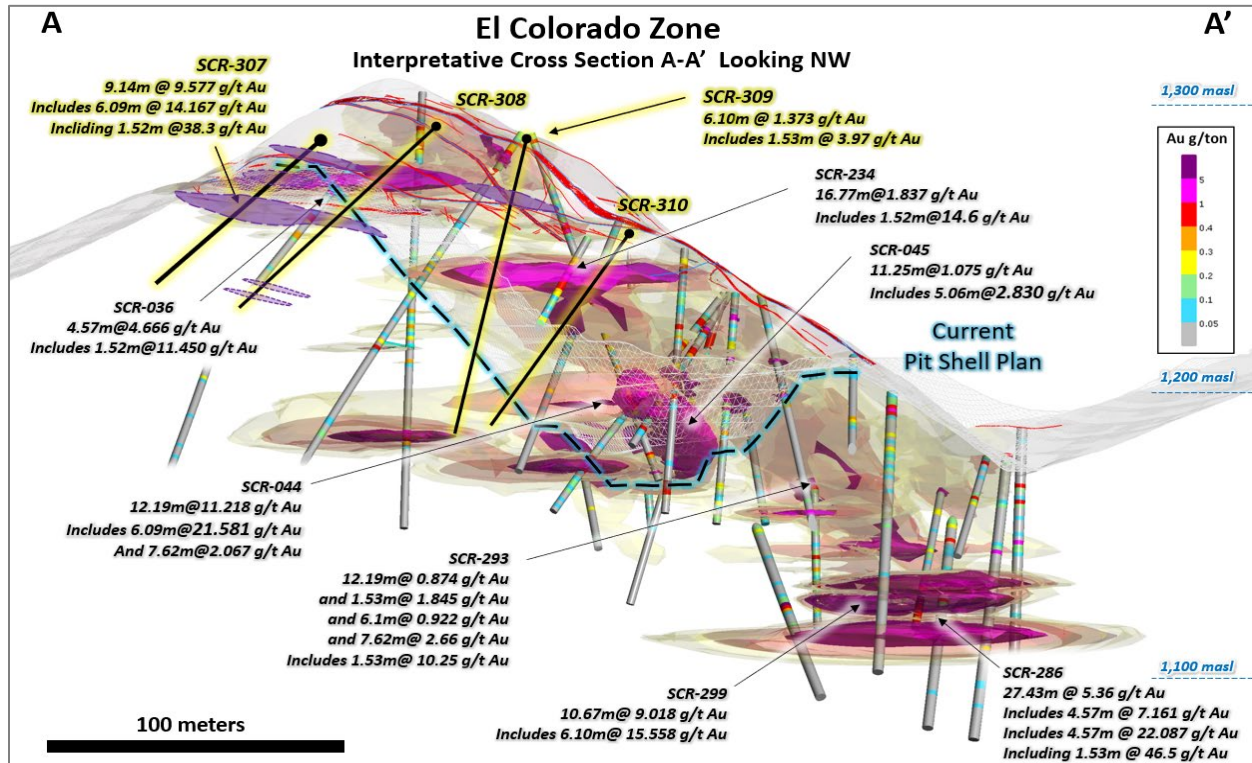 A
El Colorado Zone
A'
Interpretative Cross Section A-A' Looking NW
SCR-307
9.14m @ 9.577 g/t Au
Includes 6.09m @ 14.167 g/t Au
Incliding 1.52m @38.3 g/t Au
SCR-308
SCR-309
6.10m @ 1.373 g/t Au
Includes 1.53m @ 3.97 g/t Au
1,300 masl
Au g/ton
5
1
0.4
0.3
0.2
0.1
0.05
SCR-234
16.77m@1.837 g/t Au
Includes 1.52m@14.6 g/t Au
SCR-310
SCR-045
11.25m@1.075 g/t Au
Includes 5.06m@2.830 g/t Au
SCR-036
4.57m@4.666 g/t Au
Includes 1.52m@11.450 g/t Au
Current
Pit Shell Plan
1,200 masl
SCR-044
12.19m@11.218 g/t Au
Includes 6.09m@21.581 g/t Au
And 7.62m@2.067 g/t Au
SCR-293
12.19m@ 0.874 g/t Au
and 1.53m@ 1.845 g/t Au
and 6.1m@ 0.922 g/t Au
and 7.62m@ 2.66 g/t Au
Includes 1.53m@ 10.25 g/t Au
SCR-299
10.67m@ 9.018 g/t Au
Includes 6.10m@ 15.558 g/t Au
1,100 masl
SCR-286
27.43m @ 5.36 g/t Au
Includes 4.57m @ 7.161 g/t Au
Includes 4.57m @ 22.087 g/t Au
Including 1.53m @ 46.5 g/t Au
100 meters